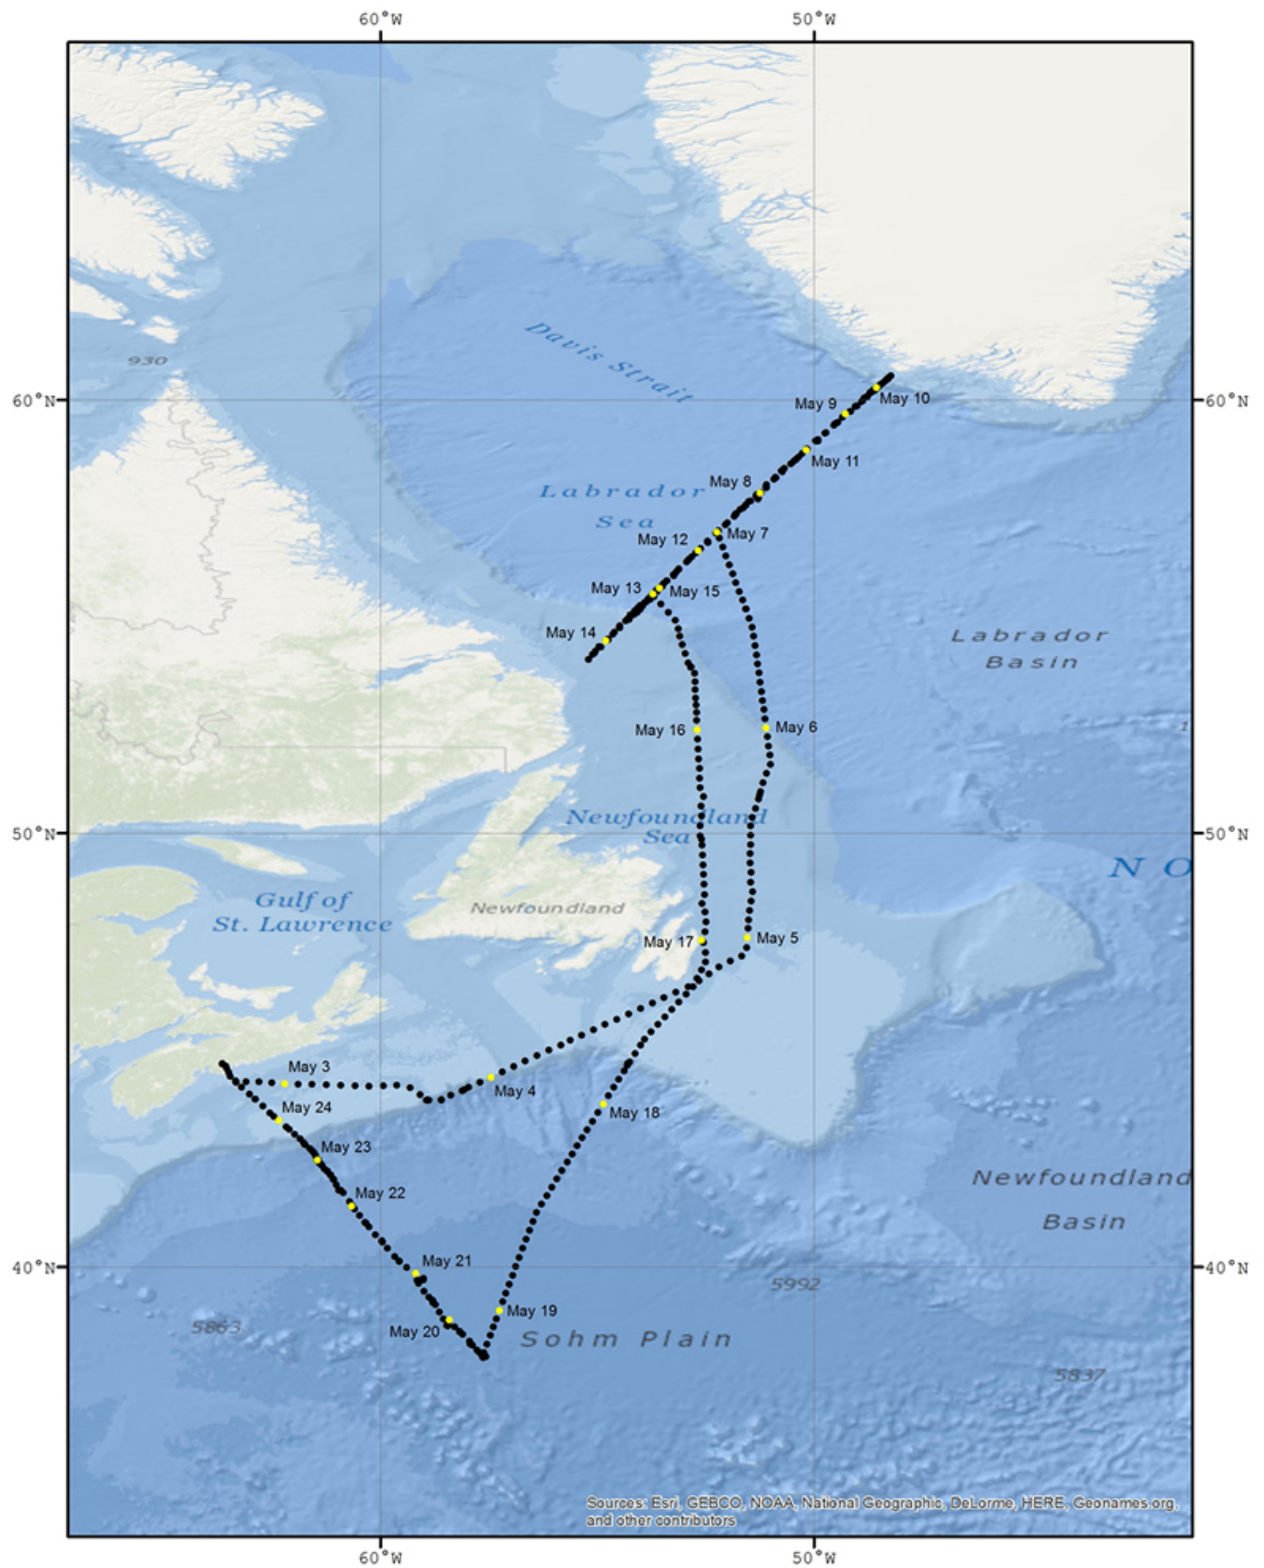 60°W 50°W
Davis Strait
930
60°N 60°N
May 9 May 10
May 11
May 8
Labrador
Sea
May 7
May 12
May 13 May 15
May 14
Labrador
Basin
May 16 May 6
1
Newfoundland
Sea
50°N 50°N
N O
Gulf of
St. Lawrence
Newfoundland
May 17 May 5
May 3
May 4
May 24
May 18
May 23
Newfoundland
Basin
May 22
May 21
40°N 40°N
5992
May 19
May 20
5863
Sohm Plain
5837
Sources: Esri, GEBCO, NOAA, National Geographic, DeLorme, HERE, Geonames.org,
and other contributors
60°W 50°W